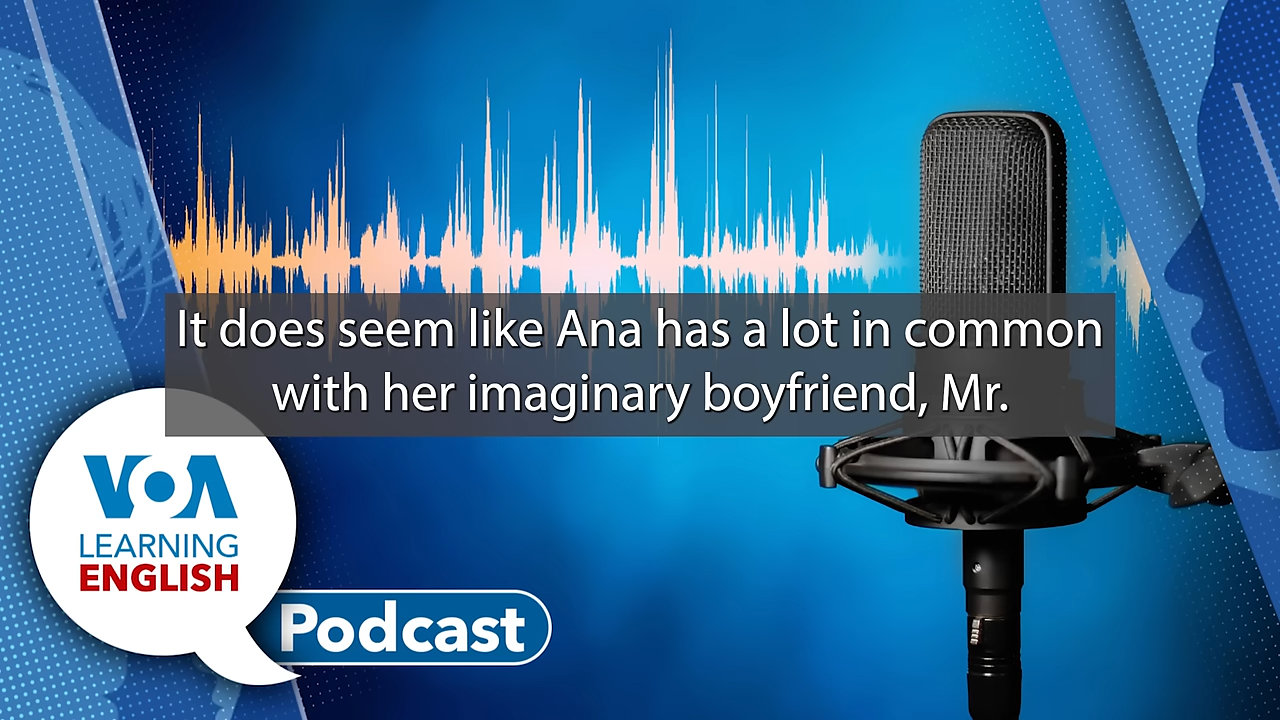 It does seem like Ana has a lot in common
with her imaginary boyfriend, Mr.
VOA
LEARNING
ENGLISH
Podcast